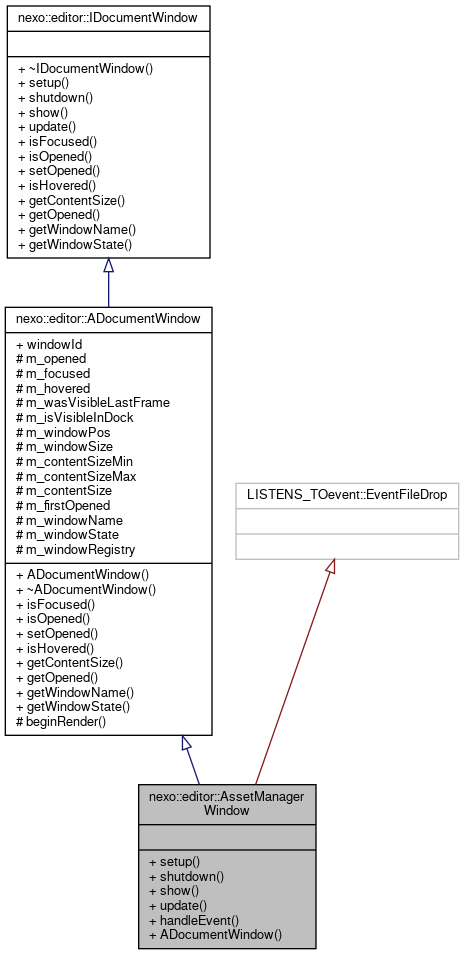 nexo::editor::IDocumentWindow
+ ~IDocumentWindow()
+ setup()
+ shutdown()
+ show()
+ update()
+ isFocused()
+ isOpened()
+ setOpened()
+ isHovered()
+ getContentSize()
+ getOpened()
+ getWindowName()
+ getWindowState()
nexo::editor::ADocumentWindow
+ windowId
# m_opened
# m_focused
# m_hovered
# m_wasVisibleLastFrame
# m_isVisibleInDock
# m_windowPos
# m_windowSize
# m_contentSizeMin
# m_contentSizeMax
# m_contentSize
# m_firstOpened
# m_windowName
# m_windowState
# m_windowRegistry
+ ADocumentWindow()
+ ~ADocumentWindow()
+ isFocused()
+ isOpened()
+ setOpened()
+ isHovered()
+ getContentSize()
+ getOpened()
+ getWindowName()
+ getWindowState()
# beginRender()
LISTENS_TOevent::EventFileDrop
nexo::editor::AssetManager
Window
+ setup()
+ shutdown()
+ show()
+ update()
+ handleEvent()
+ ADocumentWindow()